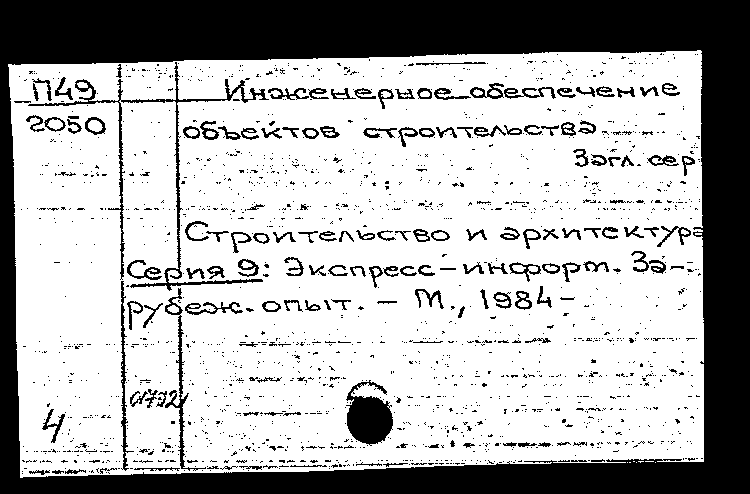 П49 Инженерное обеспечение
2050 объектов строительства
Загл. сер
Строительство и архитектура
Серия 9: Экспресс-информ. За-
рубеж. опыт. - М., 1984-
4